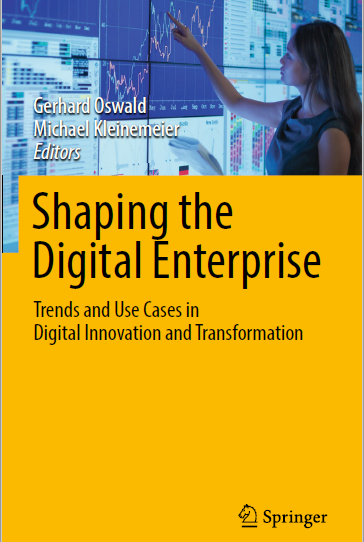 Gerhard Oswald
Michael Kleinemeier
Editors
Shaping the
Digital Enterprise
Trends and Use Cases in
Digital Innovation and Transformation
Springer